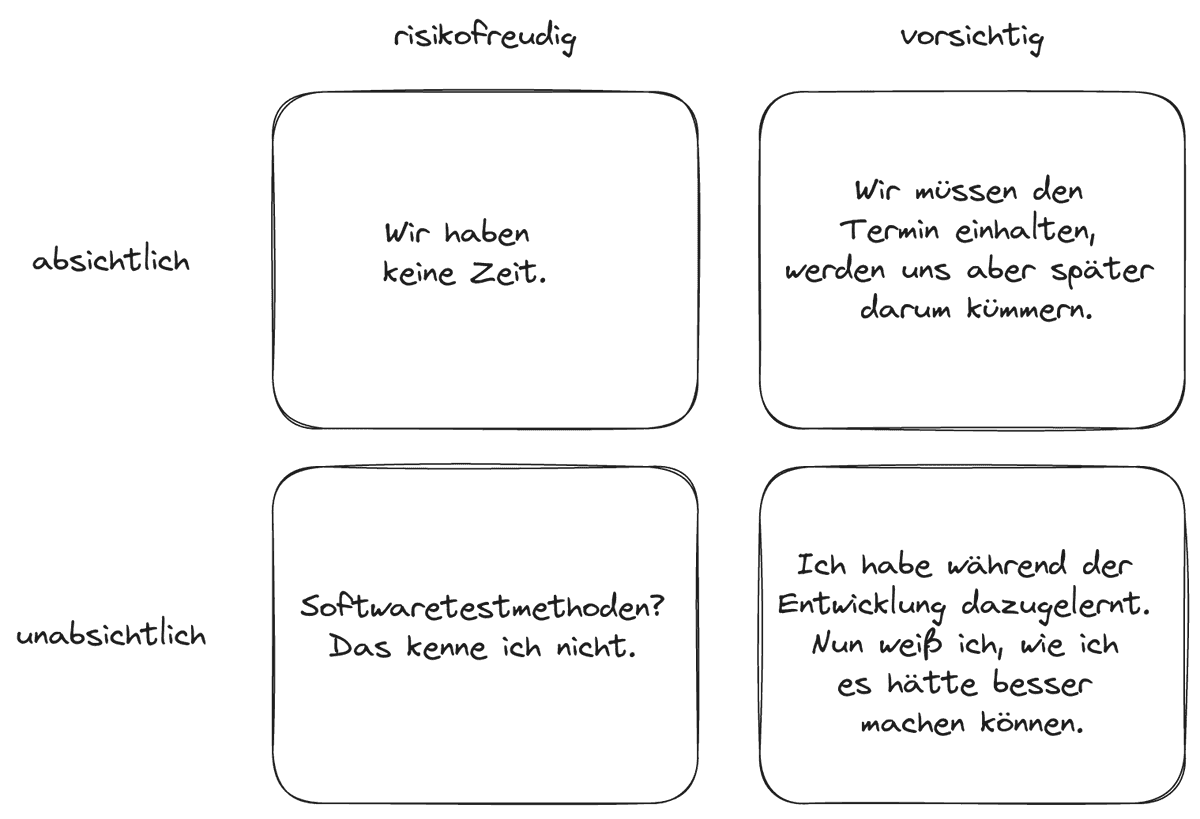 risikofreudig
vorsichtig
absichtlich
Wir haben
keine Zeit.
Wir müssen den
Termin einhalten,
werden uns aber später
darum kümmern.
unabsichtlich
Softwaretestmethoden?
Das kenne ich nicht.
Ich habe während der
Entwicklung dazugelernt.
Nun weiß ich, wie ich
es hätte besser
machen können.